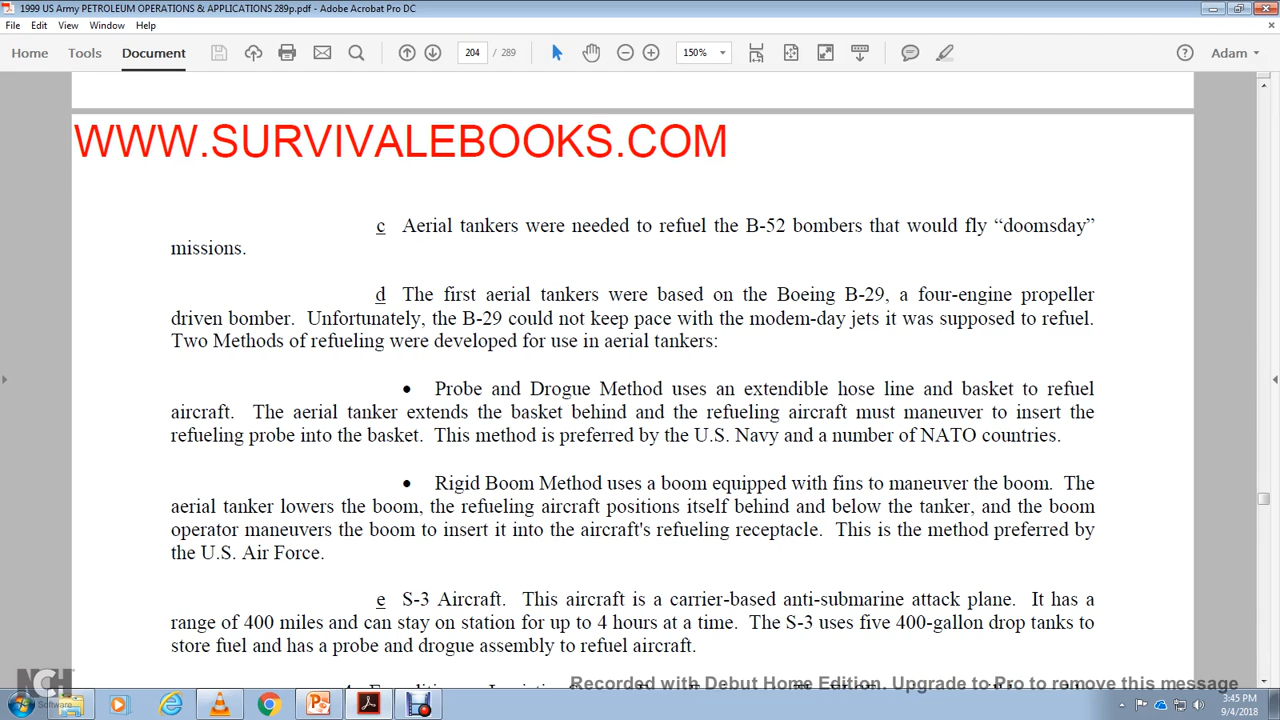 1999 US Army PETROLEUM OPERATIONS & APPLICATIONS 289p.pdf - Adobe Acrobat Pro DC
File Edit View Window Help
Home Tools Document 204 / 289 150% Adam
WWW.SURVIVALEBOOKS.COM
c Aerial tankers were needed to refuel the B-52 bombers that would fly “doomsday”
missions.
d The first aerial tankers were based on the Boeing B-29, a four-engine propeller
driven bomber. Unfortunately, the B-29 could not keep pace with the modem-day jets it was supposed to refuel.
Two Methods of refueling were developed for use in aerial tankers:
• Probe and Drogue Method uses an extendible hose line and basket to refuel
aircraft. The aerial tanker extends the basket behind and the refueling aircraft must maneuver to insert the
refueling probe into the basket. This method is preferred by the U.S. Navy and a number of NATO countries.
• Rigid Boom Method uses a boom equipped with fins to maneuver the boom. The
aerial tanker lowers the boom, the refueling aircraft positions itself behind and below the tanker, and the boom
operator maneuvers the boom to insert it into the aircraft's refueling receptacle. This is the method preferred by
the U.S. Air Force.
e S-3 Aircraft. This aircraft is a carrier-based anti-submarine attack plane. It has a
range of 400 miles and can stay on station for up to 4 hours at a time. The S-3 uses five 400-gallon drop tanks to
store fuel and has a probe and drogue assembly to refuel aircraft.
Recorded with Debut Home Edition. Upgrade to Pro to remove this message
NCH Software
3:45 PM
9/4/2018